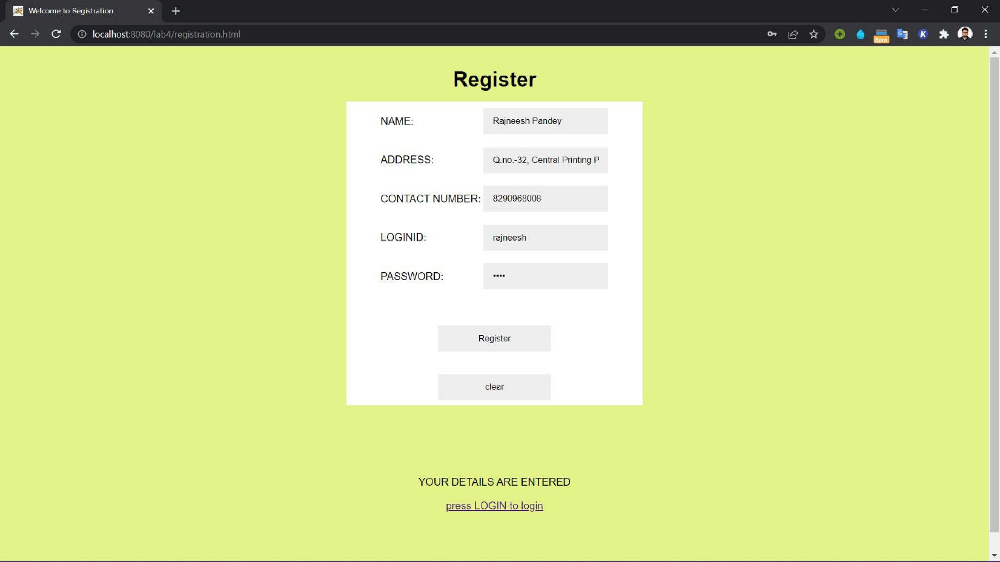 Welcome to Registration
localhost:8080/lab4/registration.html
8pm
G
K
Register
NAME: Rajneesh Pandey
ADDRESS: Q.no.-32, Central Printing P
CONTACT NUMBER: 8290968008
LOGINID: rajneesh
PASSWORD: ••••
Register
clear
YOUR DETAILS ARE ENTERED
press LOGIN to login